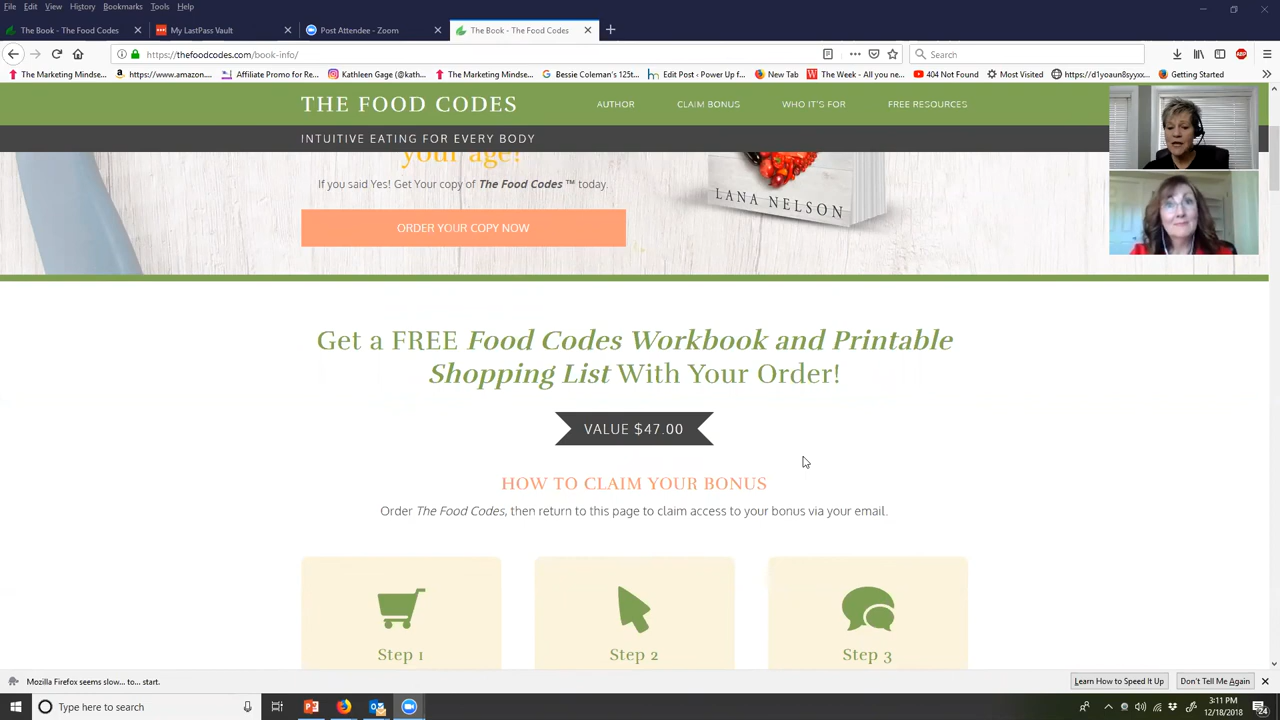 File Edit View History Bookmarks Tools Help
The Book - The Food Codes
My LastPass Vault
Post Attendee - Zoom
The Book - The Food Codes
https://thefoodcodes.com/book-info/
Search
The Marketing Mindse...
https://www.amazon....
Affiliate Promo for Re...
Kathleen Gage (@kath...
The Marketing Mindse...
Bessie Coleman's 125t...
Edit Post ‹ Power Up f...
New Tab
The Week - All you ne...
404 Not Found
Most Visited
https://d1yoaun8syyxx...
Getting Started
THE FOOD CODES
AUTHOR
CLAIM BONUS
WHO IT'S FOR
FREE RESOURCES
INTUITIVE EATING FOR EVERY BODY
your age?
If you said Yes! Get Your copy of The Food Codes ™ today.
ORDER YOUR COPY NOW
LANA NELSON
Get a FREE Food Codes Workbook and Printable
Shopping List With Your Order!
VALUE $47.00
HOW TO CLAIM YOUR BONUS
Order The Food Codes, then return to this page to claim access to your bonus via your email.
Step 1
Step 2
Step 3
Mozilla Firefox seems slow... to... start.
Learn How to Speed It Up
Don't Tell Me Again
Type here to search
3:11 PM
12/18/2018
24